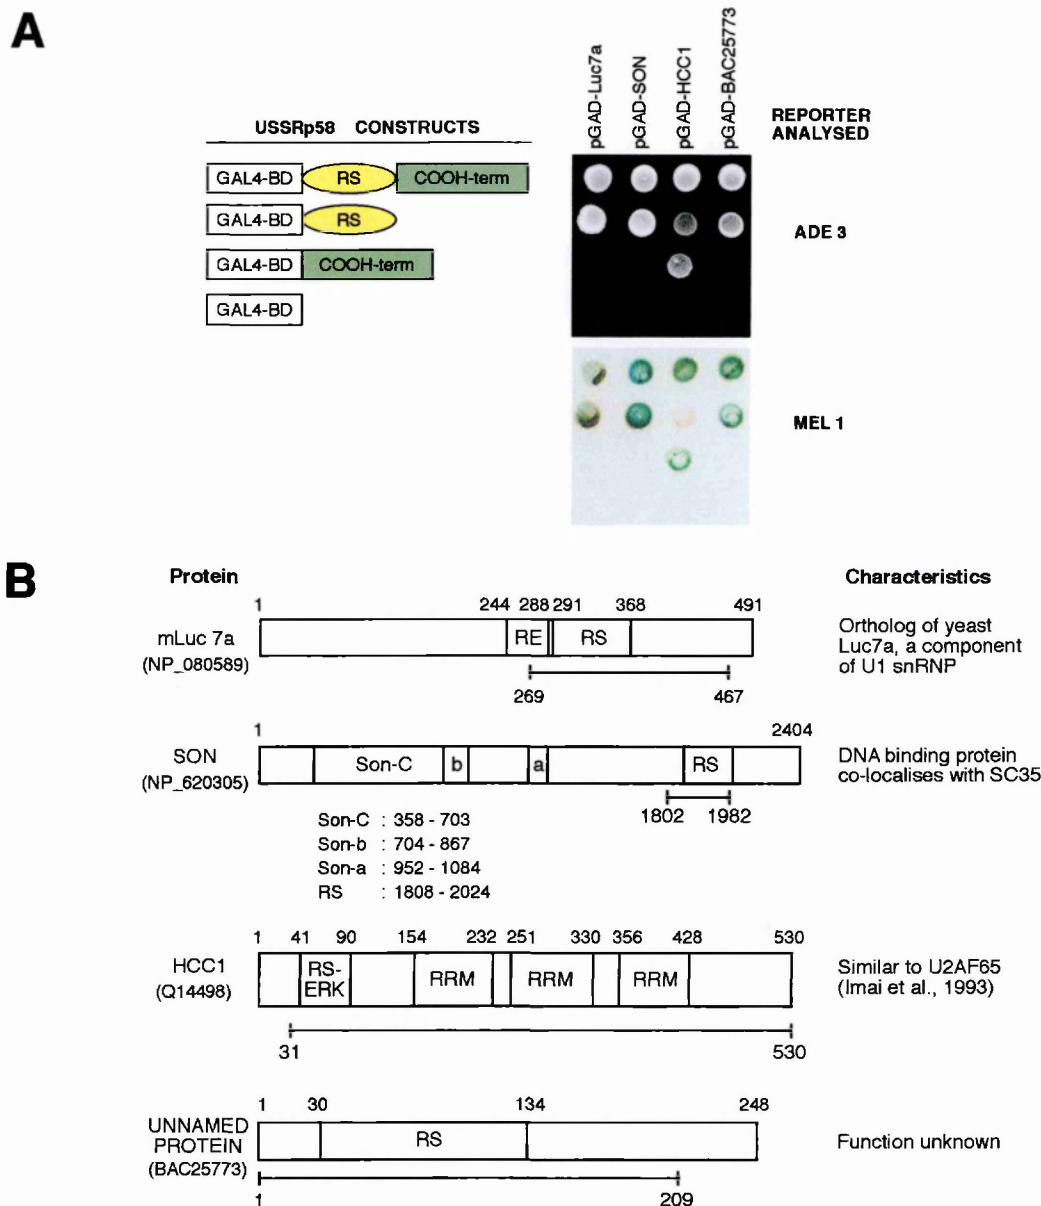 A
USSRp58 CONSTRUCTS
pGAD-Luc7a
pGAD-SON
pGAD-HCC1
pGAD-BAC25773
REPORTER
ANALYSED
GAL4-BD RS COOH-term
GAL4-BD RS
GAL4-BD COOH-term
GAL4-BD
ADE 3
MEL 1
B
Protein
Characteristics
1 244 288 291 368 491
mLuc 7a
(NP_080589)
RE RS
269 467
Ortholog of yeast
Luc7a, a component
of U1 snRNP
1 2404
SON
(NP_620305)
Son-C b a RS
1802 1982
DNA binding protein
co-localises with SC35
Son-C : 358 - 703
Son-b : 704 - 867
Son-a : 952 - 1084
RS : 1808 - 2024
1 41 90 154 232 251 330 356 428 530
HCC1
(Q14498)
RS-
ERK
RRM RRM RRM
31 530
Similar to U2AF65
(Imai et al., 1993)
1 30 134 248
UNNAMED
PROTEIN
(BAC25773)
RS
1 209
Function unknown